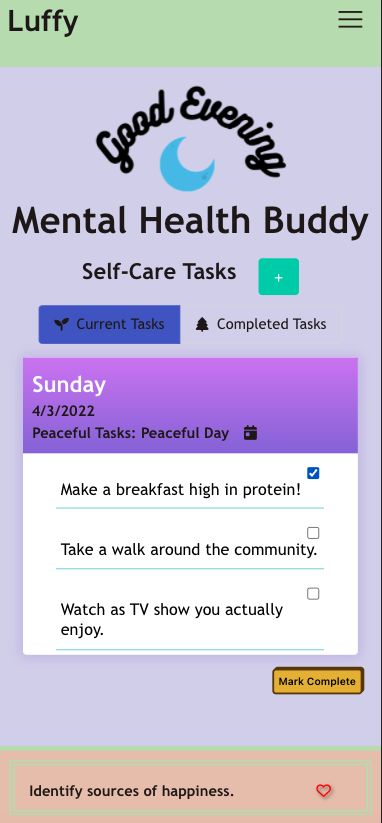 Luffy
Good Evening
Mental Health Buddy
Self-Care Tasks +
Current Tasks Completed Tasks
Sunday
4/3/2022
Peaceful Tasks: Peaceful Day
Make a breakfast high in protein!
Take a walk around the community.
Watch as TV show you actually
enjoy.
Mark Complete
Identify sources of happiness.